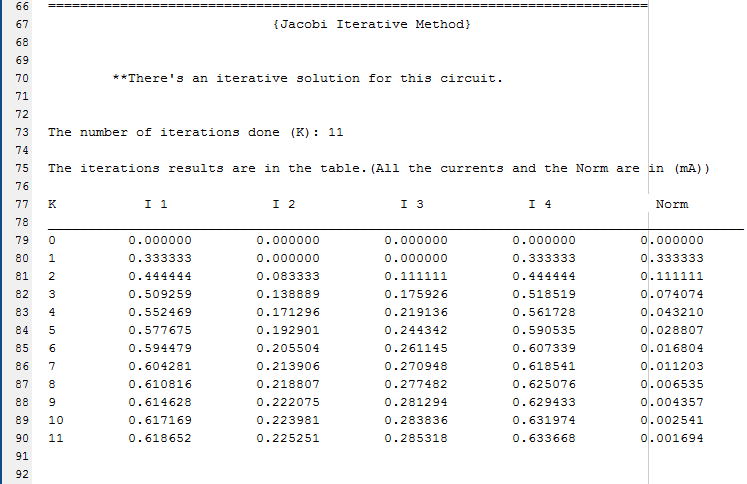 66 ===========================================================================
67 {Jacobi Iterative Method}
68
69
70 **There's an iterative solution for this circuit.
71
72
73 The number of iterations done (K): 11
74
75 The iterations results are in the table.(All the currents and the Norm are in (mA))
76
77 K I 1 I 2 I 3 I 4 Norm
78
79 0 0.000000 0.000000 0.000000 0.000000 0.000000
80 1 0.333333 0.000000 0.000000 0.333333 0.333333
81 2 0.444444 0.083333 0.111111 0.444444 0.111111
82 3 0.509259 0.138889 0.175926 0.518519 0.074074
83 4 0.552469 0.171296 0.219136 0.561728 0.043210
84 5 0.577675 0.192901 0.244342 0.590535 0.028807
85 6 0.594479 0.205504 0.261145 0.607339 0.016804
86 7 0.604281 0.213906 0.270948 0.618541 0.011203
87 8 0.610816 0.218807 0.277482 0.625076 0.006535
88 9 0.614628 0.222075 0.281294 0.629433 0.004357
89 10 0.617169 0.223981 0.283836 0.631974 0.002541
90 11 0.618652 0.225251 0.285318 0.633668 0.001694
91
92